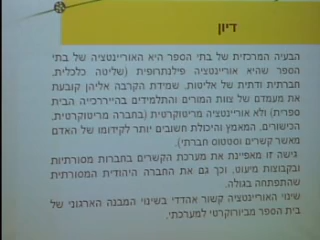 דיון
הבעיה המרכזית של בתי הספר היא האוריינטציה של בתי
הספר שהיא אוריינטציה פילנתרופית (שליטה כלכלית,
חברתית ודתית של אליטות, שמידת הקרבה אליהן קובעת
את מעמדם של צוות המורים והתלמידים בהיררכייה הבית
ספרית) ולא אוריינטציה מריטוקרטית (בחברה מריטוקרטית,
הכישורים, המאמץ והיכולת חשובים יותר לקידומו של האדם
מאשר קשרים וסטטוס חברתי).
גישה זו מאפיינת את מערכת הקשרים בחברות מסורתיות
ובקבוצות מיעוט, וכך גם את החברה היהודית המסורתית
שהתפתחה בגולה.
שינוי האוריינטציה קשור אהדדי בשינוי המבנה הארגוני של
בית הספר מביורוקרטי למערכתי.